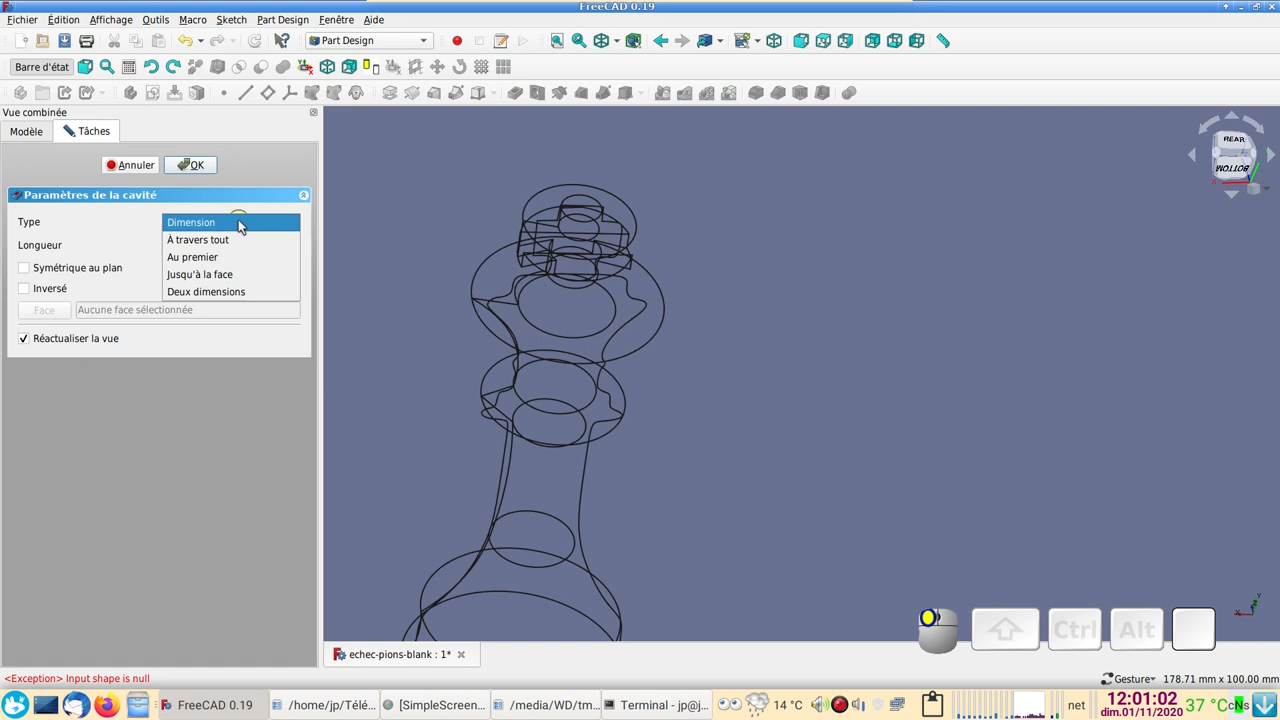 FreeCAD 0.19
Fichier Édition Affichage Outils Macro Sketch Part Design Fenêtre Aide
Part Design
Barre d'état
Vue combinée
Modèle Tâches
Annuler OK
Paramètres de la cavité
Type Dimension
À travers tout
Longueur
Au premier
Symétrique au plan
Jusqu'à la face
Inversé
Deux dimensions
Face Aucune face sélectionnée
Réactualiser la vue
REAR
BOTTOM
Ctrl Alt
echec-pions-blank : 1*
<Exception> Input shape is null
Gesture 178.71 mm x 100.00 mm
FreeCAD 0.19 /home/jp/Télé... [SimpleScreen... /media/WD/tm... Terminal - jp@j... 14 °C net 12:01:02 37 °C
dim.01/11/2020